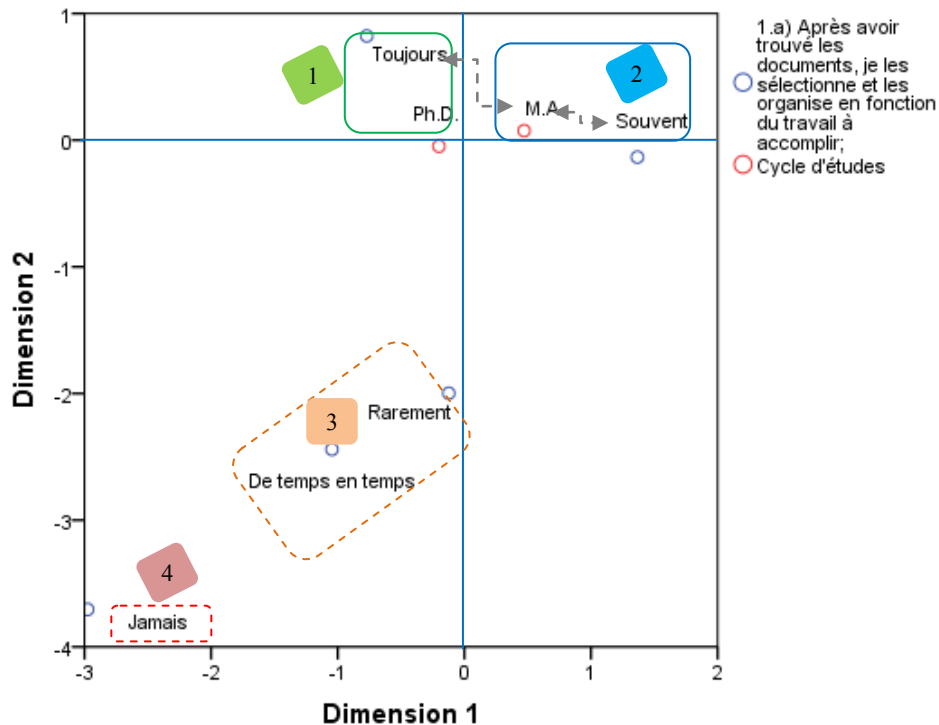 1
0
-1
-2
-3
-4
Dimension 2
-3
-2
-1
0
1
2
Dimension 1
1
Toujours
Ph.D.
2
M.A
Souvent
3
Rarement
De temps en temps
4
Jamais
1.a) Après avoir
trouvé les
documents, je les
sélectionne et les
organise en fonction
du travail à
accomplir;
Cycle d'études